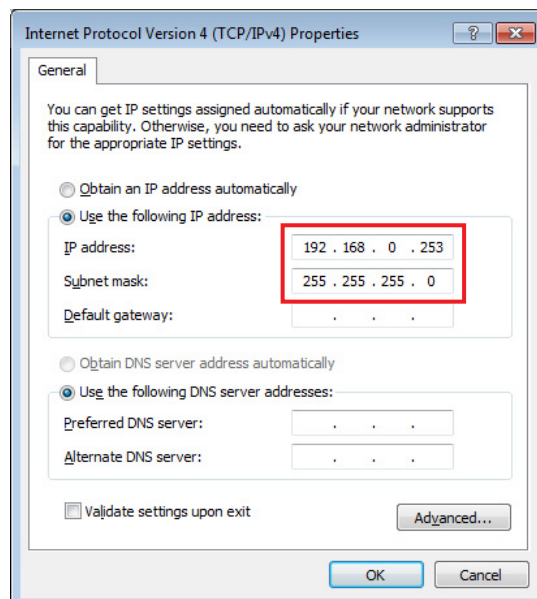 Internet Protocol Version 4 (TCP/IPv4) Properties
General
You can get IP settings assigned automatically if your network supports
this capability. Otherwise, you need to ask your network administrator
for the appropriate IP settings.
Obtain an IP address automatically
Use the following IP address:
IP address: 192 . 168 . 0 . 253
Subnet mask: 255 . 255 . 255 . 0
Default gateway: . . .
Obtain DNS server address automatically
Use the following DNS server addresses:
Preferred DNS server: . . .
Alternate DNS server: . . .
Validate settings upon exit
Advanced...
OK Cancel